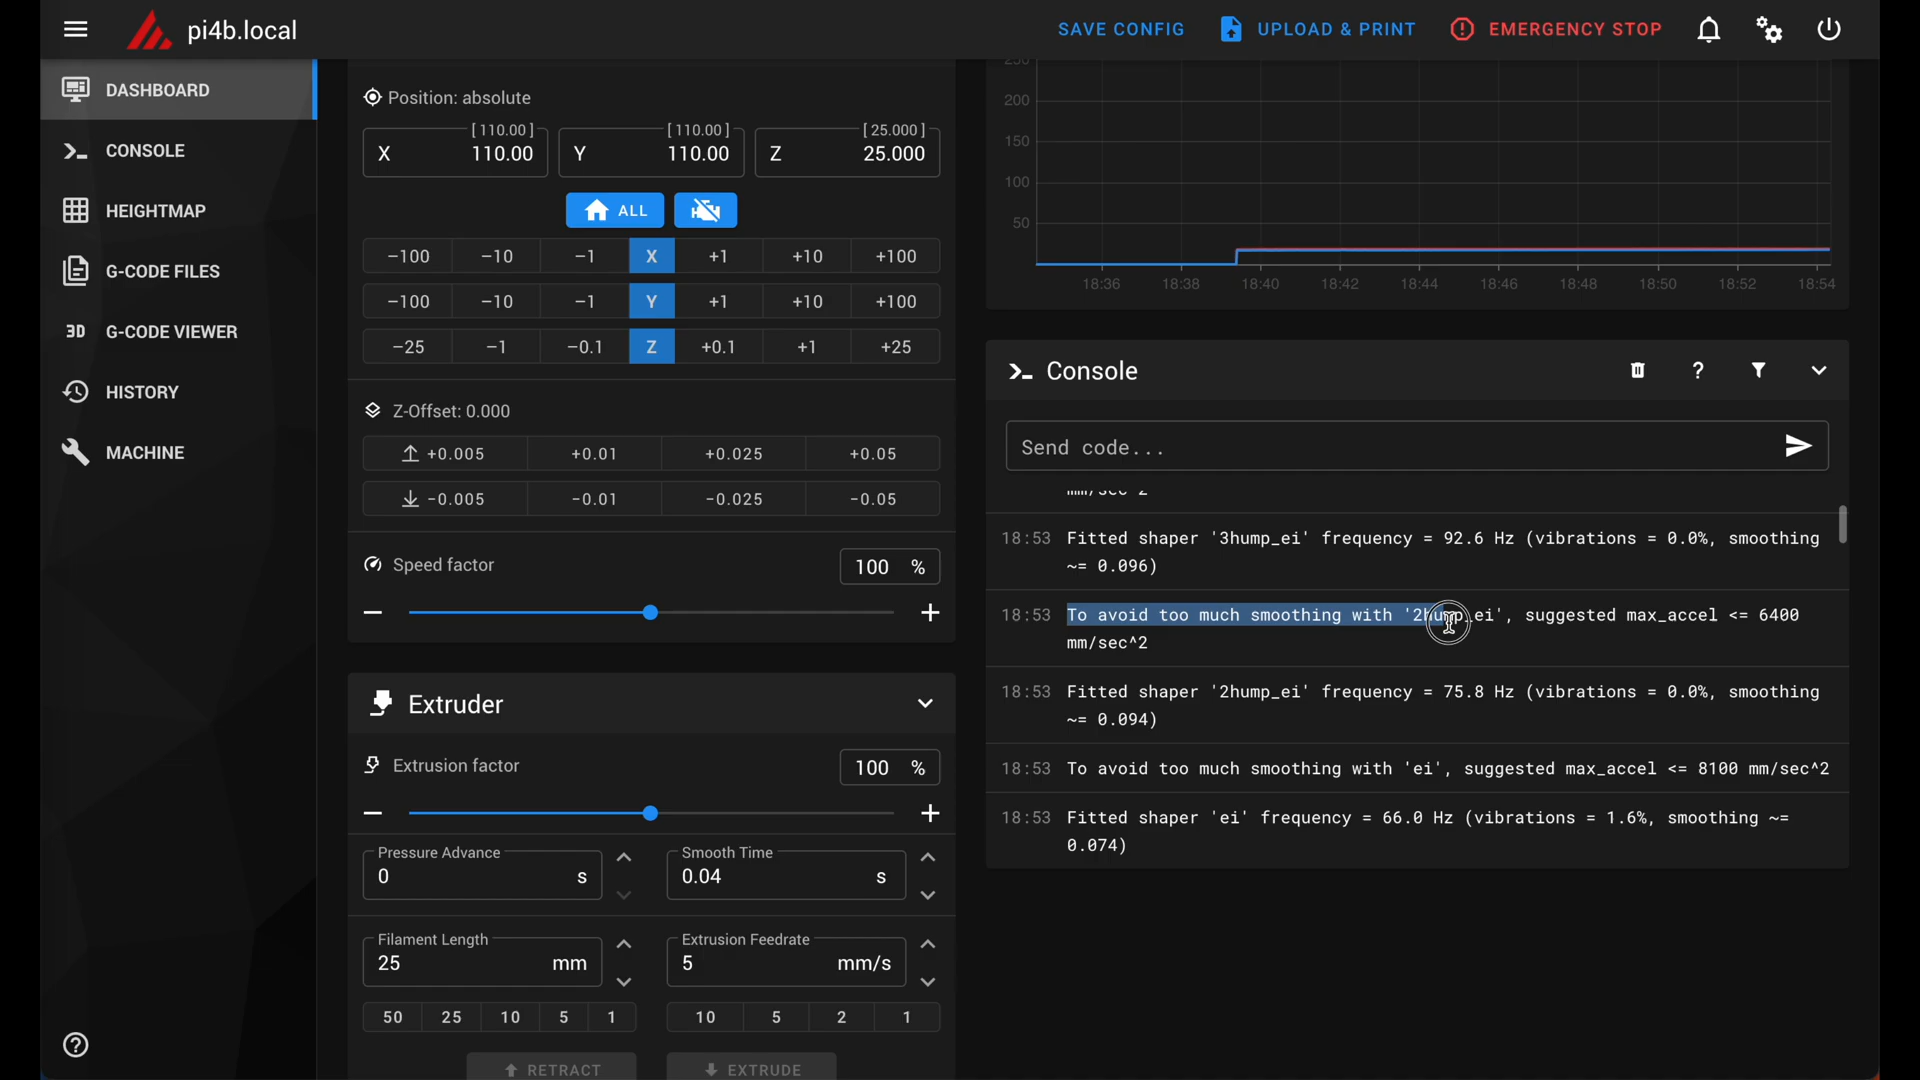 pi4b.local
SAVE CONFIG
UPLOAD & PRINT
EMERGENCY STOP
DASHBOARD
CONSOLE
HEIGHTMAP
G-CODE FILES
3D G-CODE VIEWER
HISTORY
MACHINE
Position: absolute
[ 110.00 ]
X 110.00
[ 110.00 ]
Y 110.00
[ 25.000 ]
Z 25.000
ALL
−100 −10 −1 X +1 +10 +100
−100 −10 −1 Y +1 +10 +100
−25 −1 −0.1 Z +0.1 +1 +25
Z-Offset: 0.000
+0.005 +0.01 +0.025 +0.05
−0.005 −0.01 −0.025 −0.05
Speed factor
100 %
Extruder
Extrusion factor
100 %
Pressure Advance
0 s
Smooth Time
0.04 s
Filament Length
25 mm
Extrusion Feedrate
5 mm/s
50 25 10 5 1
10 5 2 1
RETRACT
EXTRUDE
250
200
150
100
50
18:36 18:38 18:40 18:42 18:44 18:46 18:48 18:50 18:52 18:54
Console
Send code...
mm/sec^2
18:53 Fitted shaper '3hump_ei' frequency = 92.6 Hz (vibrations = 0.0%, smoothing
~= 0.096)
18:53 To avoid too much smoothing with '2hump_ei', suggested max_accel <= 6400
mm/sec^2
18:53 Fitted shaper '2hump_ei' frequency = 75.8 Hz (vibrations = 0.0%, smoothing
~= 0.094)
18:53 To avoid too much smoothing with 'ei', suggested max_accel <= 8100 mm/sec^2
18:53 Fitted shaper 'ei' frequency = 66.0 Hz (vibrations = 1.6%, smoothing ~=
0.074)